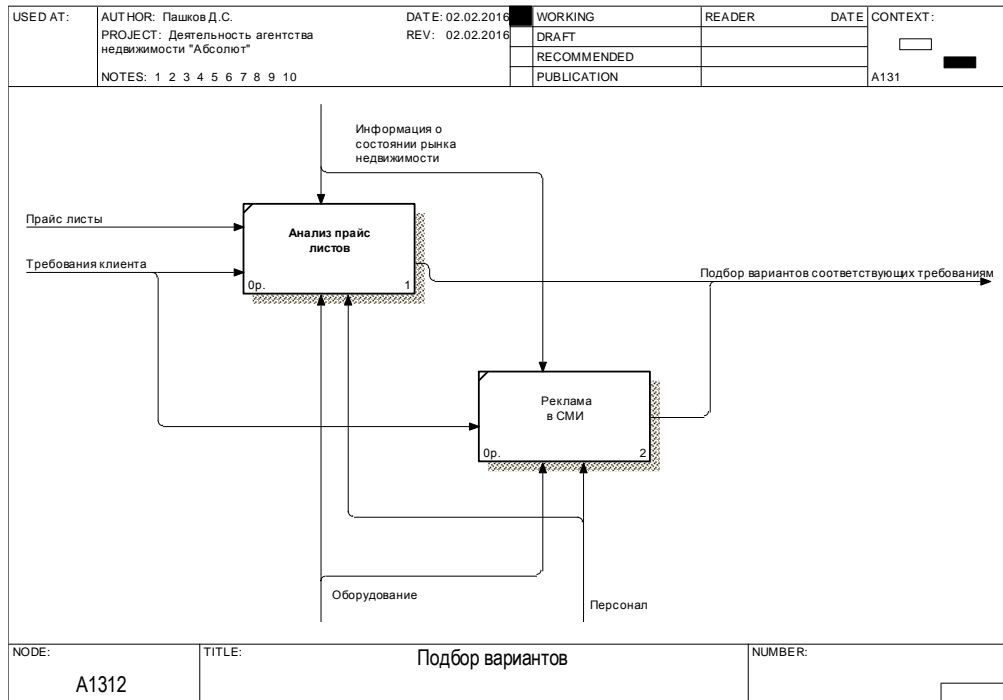 USED AT:
AUTHOR: Пашков Д.С.
DATE: 02.02.2016
PROJECT: Деятельность агентства
недвижимости "Абсолют"
REV: 02.02.2016
NOTES: 1 2 3 4 5 6 7 8 9 10
WORKING
DRAFT
RECOMMENDED
PUBLICATION
READER
DATE
CONTEXT:
A131
Информация о
состоянии рынка
недвижимости
Прайс листы
Требования клиента
Анализ прайс
листов
0р.
1
Подбор вариантов соответствующих требованиям
Реклама
в СМИ
0р.
2
Оборудование
Персонал
NODE:
A1312
TITLE:
Подбор вариантов
NUMBER: